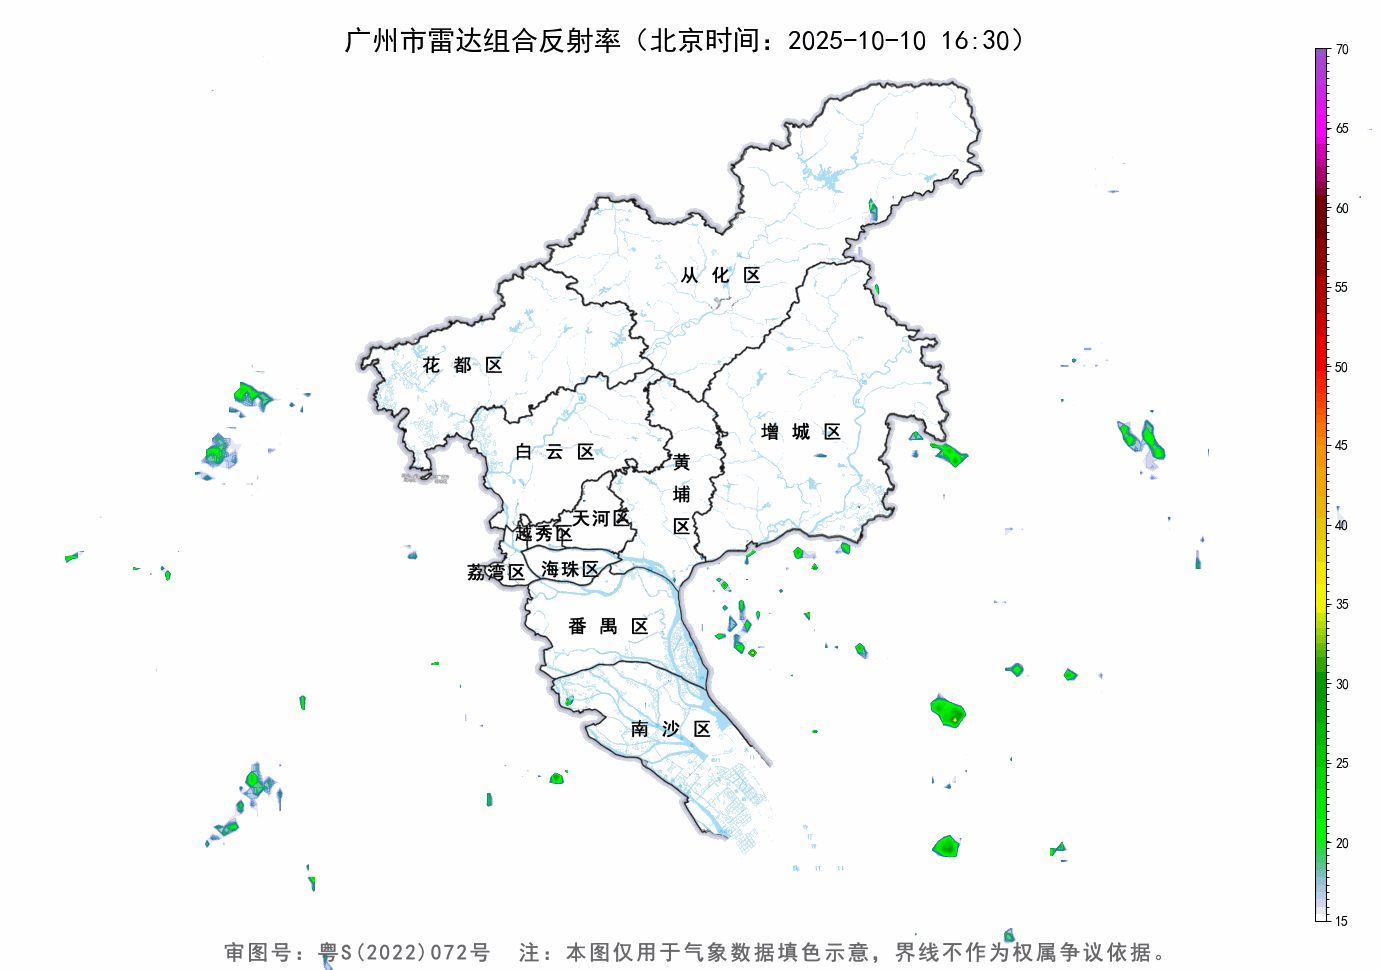 广州市雷达组合反射率（北京时间：2025-10-10 16:30）
70
65
60
55
50
45
40
35
30
25
20
15
从化区
花都区
增城区
白云区
黄埔区
天河区
越秀区
海珠区
荔湾区
番禺区
南沙区
审图号：粤S(2022)072号 注：本图仅用于气象数据填色示意，界线不作为权属争议依据。